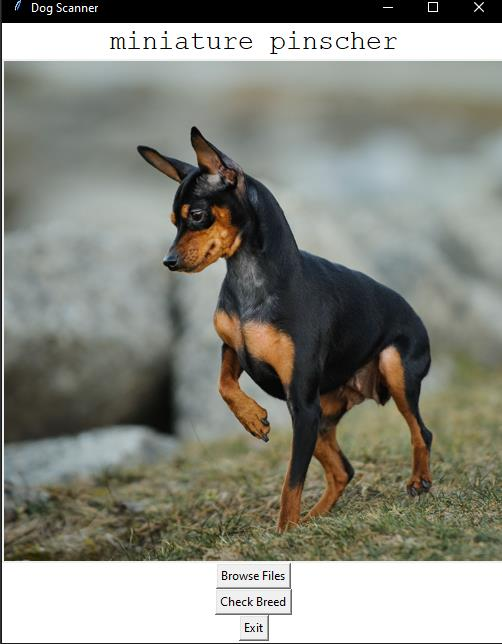 Dog Scanner
miniature pinscher
Browse Files
Check Breed
Exit